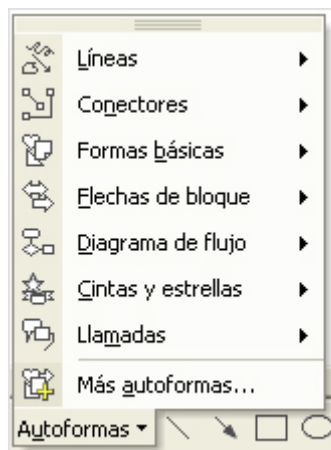 Líneas
Conectores
Formas básicas
Flechas de bloque
Diagrama de flujo
Cintas y estrellas
Llamadas
Más autoformas...
Autoformas